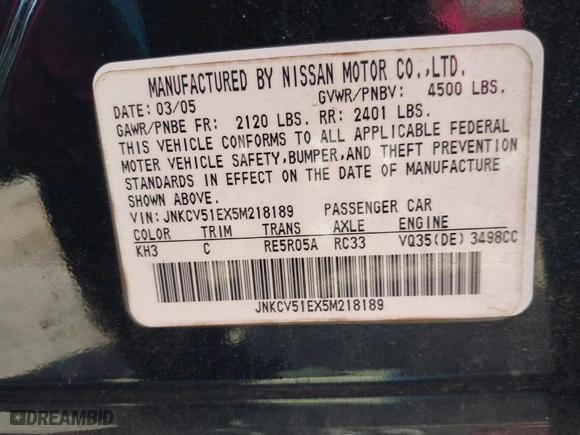 MANUFACTURED BY NISSAN MOTOR CO.,LTD.
DATE: 03/05 GVWR/PNBV: 4500 LBS.
GAWR/PNBE FR: 2120 LBS. RR: 2401 LBS.
THIS VEHICLE CONFORMS TO ALL APPLICABLE FEDERAL
MOTOR VEHICLE SAFETY,BUMPER,AND THEFT PREVENTION
STANDARDS IN EFFECT ON THE DATE OF MANUFACTURE
SHOWN ABOVE.
VIN: JNKCV51EX5M218189 PASSENGER CAR
COLOR TRIM TRANS AXLE ENGINE
KH3 C RE5R05A RC33 VQ35(DE) 3498CC
JNKCV51EX5M218189
DREAMBID